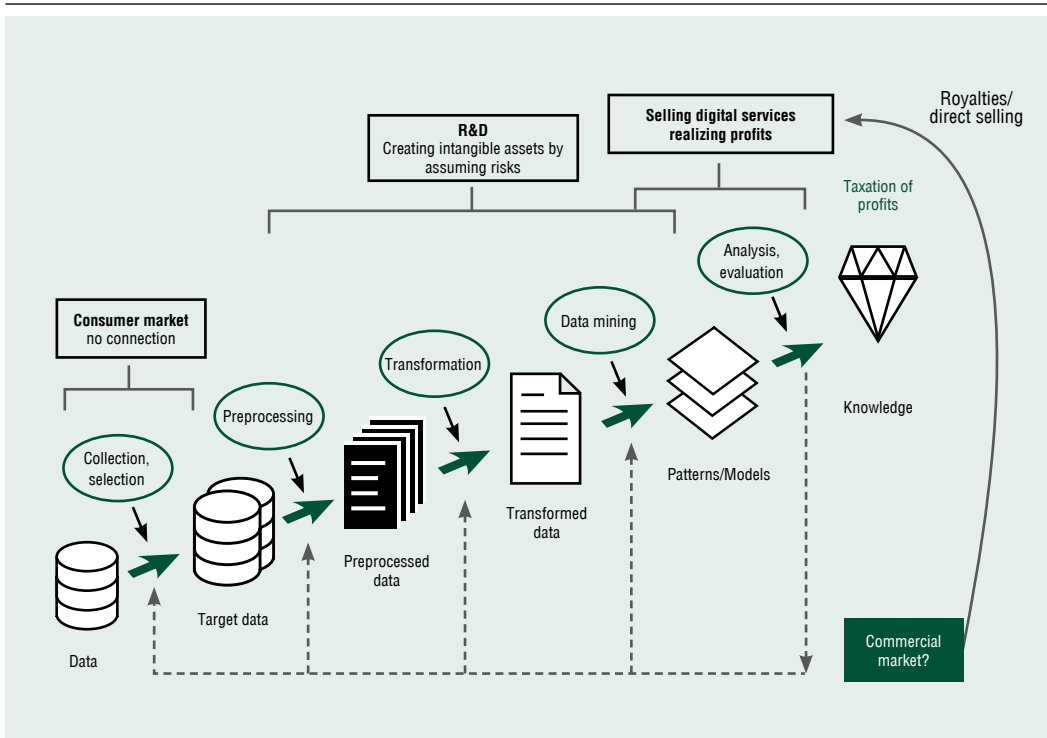 Royalties/
direct selling
Selling digital services
realizing profits
R&D
Creating intangible assets by
assuming risks
Taxation of
profits
Analysis,
evaluation
Consumer market
no connection
Data mining
Transformation
Knowledge
Preprocessing
Collection,
selection
Patterns/Models
Transformed
data
Preprocessed
data
Target data
Data
Commercial
market?